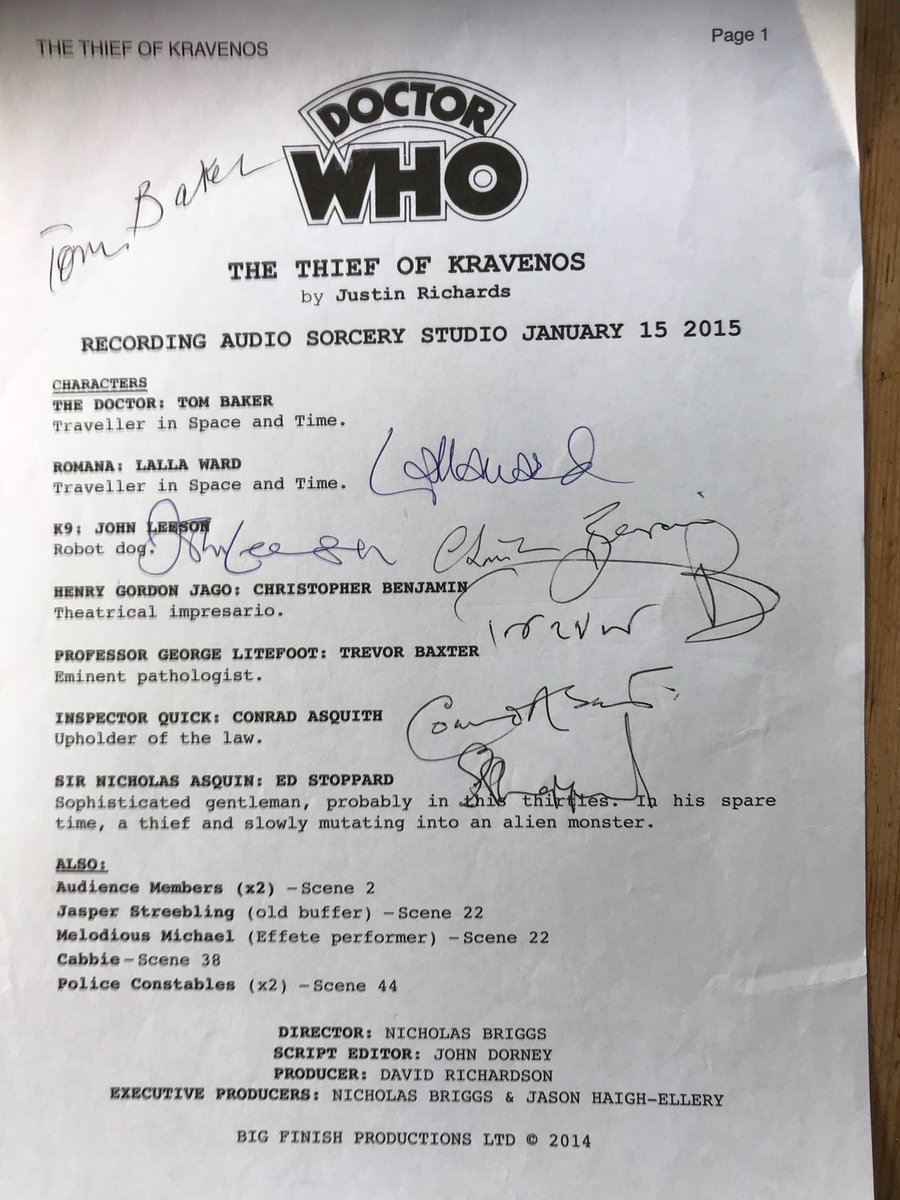 THE THIEF OF KRAVENOS
Page 1
DOCTOR
WHO
Tom Baker
THE THIEF OF KRAVENOS
by Justin Richards
RECORDING AUDIO SORCERY STUDIO JANUARY 15 2015
CHARACTERS
THE DOCTOR: TOM BAKER
Traveller in Space and Time.
ROMANA: LALLA WARD
Traveller in Space and Time.
Lalla Ward
K9: JOHN LEESON
Robot dog.
John Leeson
HENRY GORDON JAGO: CHRISTOPHER BENJAMIN
Theatrical impresario.
PROFESSOR GEORGE LITEFOOT: TREVOR BAXTER
Eminent pathologist.
INSPECTOR QUICK: CONRAD ASQUITH
Upholder of the law.
SIR NICHOLAS ASQUIN: ED STOPPARD
Sophisticated gentleman, probably in this thirties. In his spare
time, a thief and slowly mutating into an alien monster.
ALSO:
Audience Members (x2) – Scene 2
Jasper Streebling (old buffer) – Scene 22
Melodious Michael (Effete performer) – Scene 22
Cabbie – Scene 38
Police Constables (x2) – Scene 44
DIRECTOR: NICHOLAS BRIGGS
SCRIPT EDITOR: JOHN DORNEY
PRODUCER: DAVID RICHARDSON
EXECUTIVE PRODUCERS: NICHOLAS BRIGGS & JASON HAIGH-ELLERY
BIG FINISH PRODUCTIONS LTD © 2014